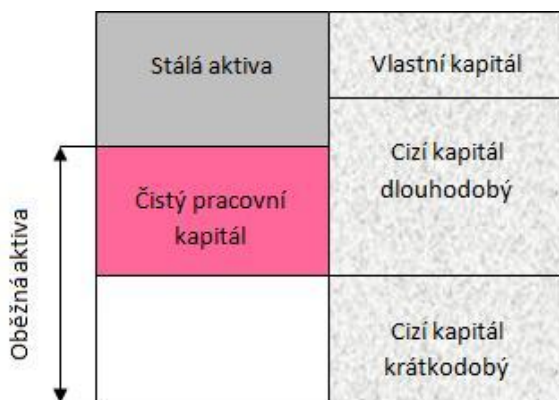 Stálá aktiva
Vlastní kapitál
Čistý pracovní
kapitál
Cizí kapitál
dlouhodobý
Oběžná aktiva
Cizí kapitál
krátkodobý